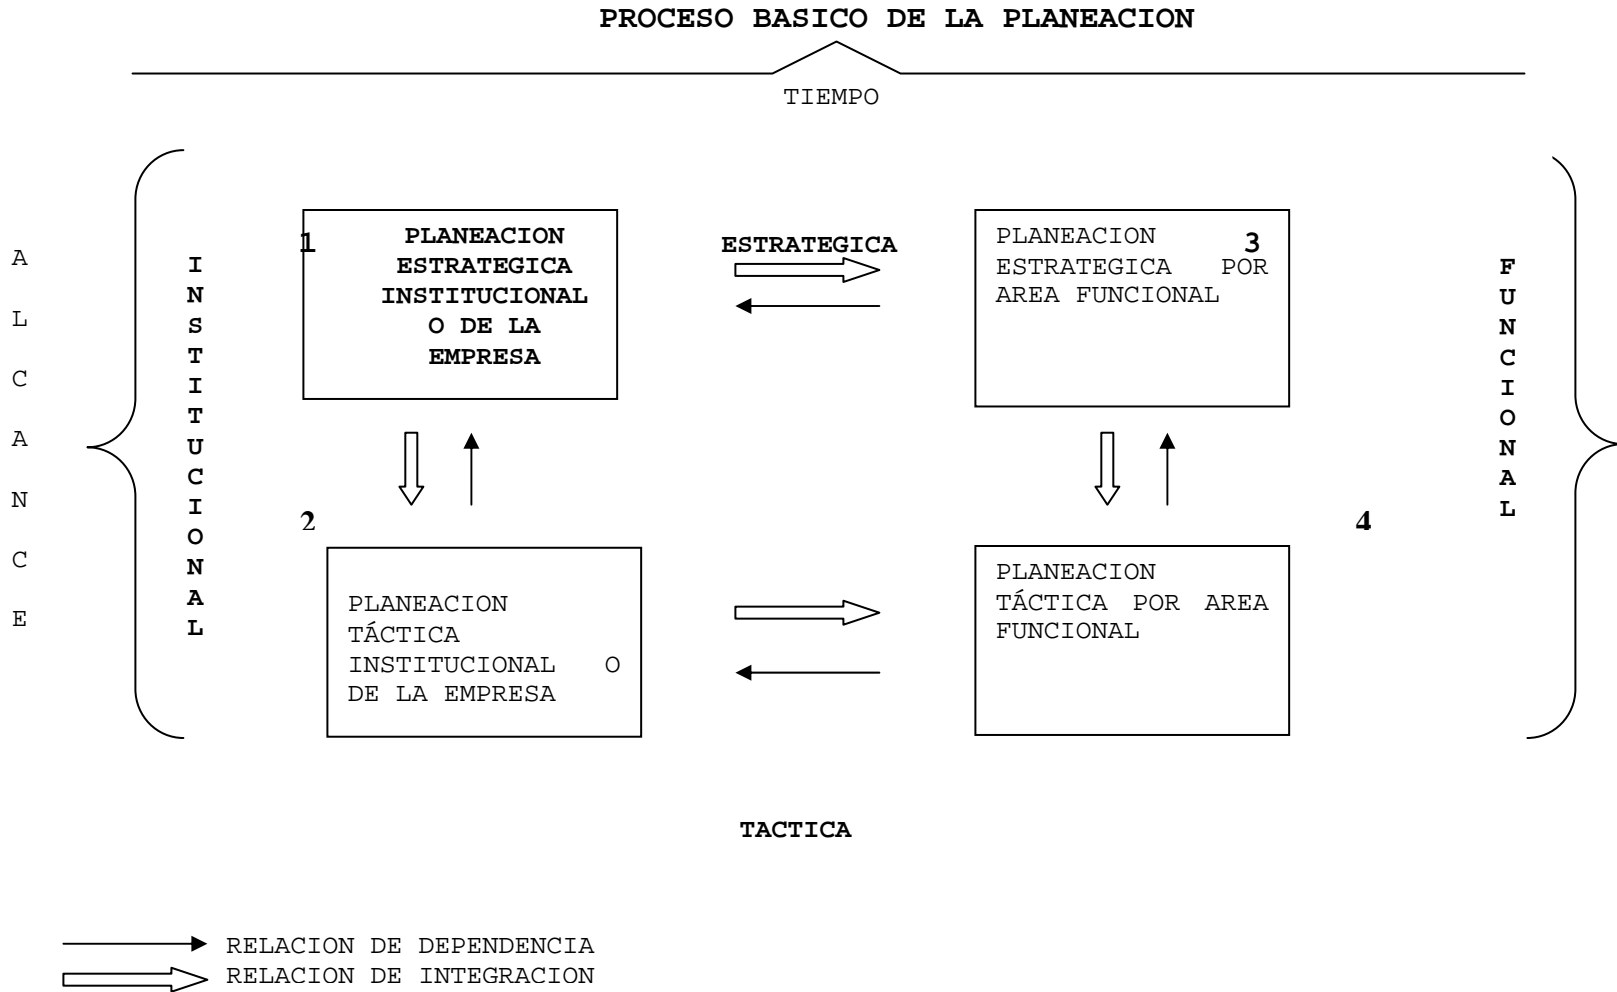 PROCESO BASICO DE LA PLANEACION
TIEMPO
ALCANCE
INSTITUCIONAL
1
PLANEACION
ESTRATEGICA
INSTITUCIONAL
O DE LA
EMPRESA
ESTRATEGICA
PLANEACION 3
ESTRATEGICA POR
AREA FUNCIONAL
FUNCIONAL
2
PLANEACION
TÁCTICA
INSTITUCIONAL O
DE LA EMPRESA
4
PLANEACION
TÁCTICA POR AREA
FUNCIONAL
TACTICA
RELACION DE DEPENDENCIA
RELACION DE INTEGRACION